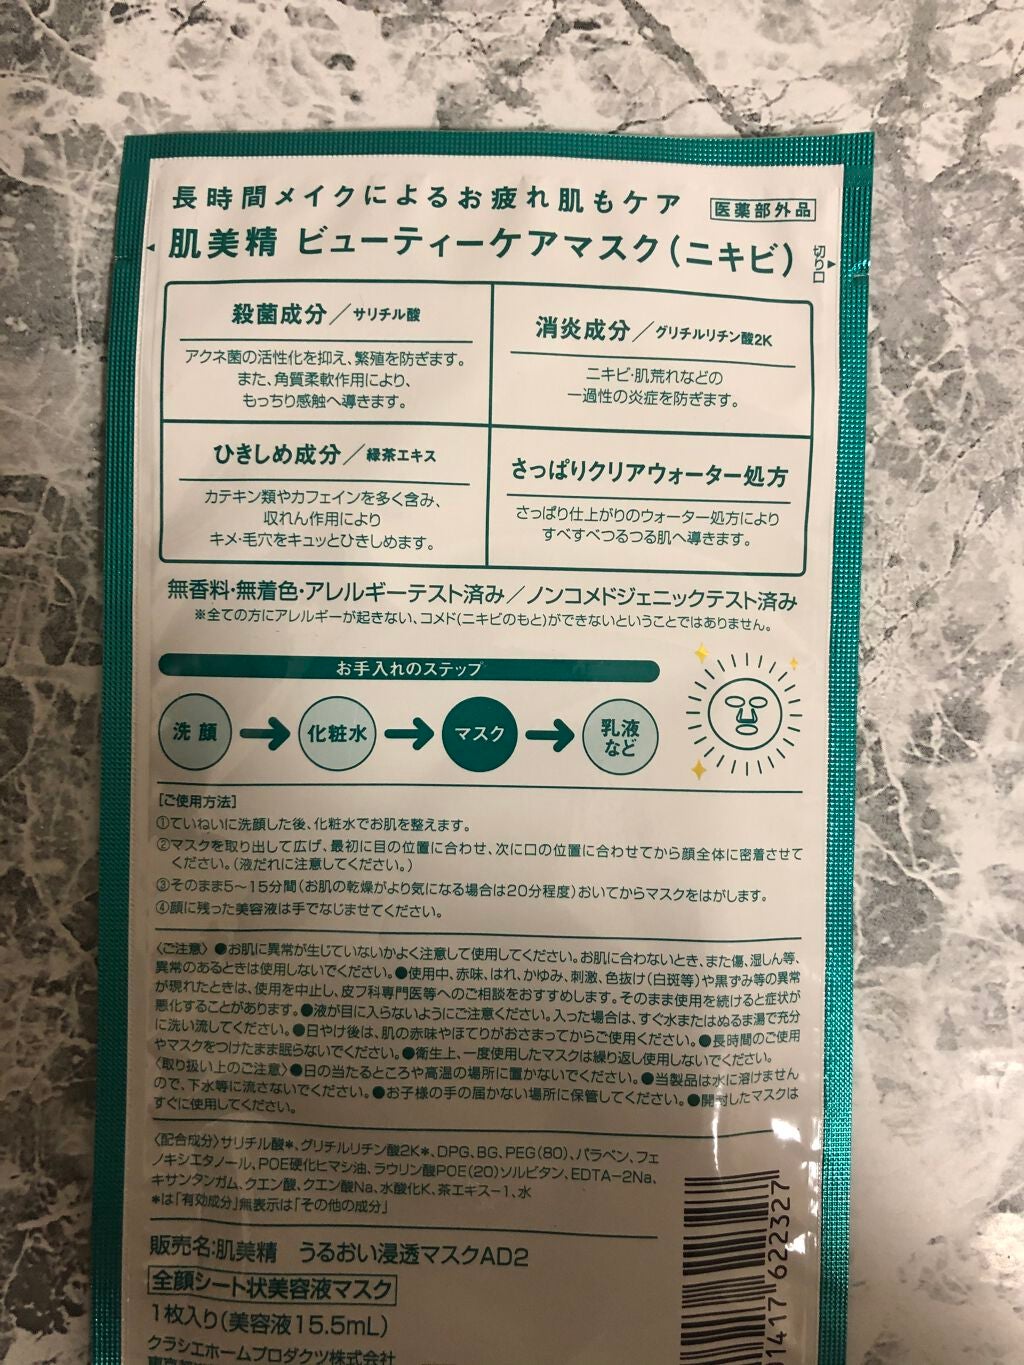 長時間メイクによるお疲れ肌もケア
医薬部外品
肌美精 ビューティーケアマスク(ニキビ)
切り口
殺菌成分/サリチル酸
アクネ菌の活性化を抑え、繁殖を防ぎます。
また、角質柔軟作用により、
もっちり感触へ導きます。
消炎成分/グリチルリチン酸2K
ニキビ・肌荒れなどの
一過性の炎症を防ぎます。
ひきしめ成分/緑茶エキス
カテキン類やカフェインを多く含み、
収れん作用により
キメ・毛穴をキュッとひきしめます。
さっぱりクリアウォーター処方
さっぱり仕上がりのウォーター処方により
すべすべつるつる肌へ導きます。
無香料・無着色・アレルギーテスト済み/ノンコメドジェニックテスト済み
※全ての方にアレルギーが起きない、コメド(ニキビのもと)ができないということではありません。
お手入れのステップ
洗顔
化粧水
マスク
乳液
など
[ご使用方法]
①ていねいに洗顔した後、化粧水でお肌を整えます。
②マスクを取り出して広げ、最初に目の位置に合わせ、次に口の位置に合わせてから顔全体に密着させて
ください。(液だれに注意してください。)
③そのまま5〜15分間(お肌の乾燥がより気になる場合は20分程度)おいてからマスクをはがします。
④顔に残った美容液は手でなじませてください。
〈ご注意〉●お肌に異常が生じていないかよく注意して使用してください。お肌に合わないとき、また傷、湿しん等、
異常のあるときは使用しないでください。●使用中、赤味、はれ、かゆみ、刺激、色抜け(白斑等)や黒ずみ等の異常
が現れたときは、使用を中止し、皮フ科専門医等へのご相談をおすすめします。そのまま使用を続けると症状が
悪化することがあります。●液が目に入らないようにご注意ください。入った場合は、すぐ水またはぬるま湯で充分
に洗い流してください。●日やけ後は、肌の赤味やほてりがおさまってからご使用ください。●長時間のご使用
やマスクをつけたまま眠らないでください。●衛生上、一度使用したマスクは繰り返し使用しないでください。
〈取り扱い上のご注意〉●日の当たるところや高温の場所に置かないでください。●当製品は水に溶けません
ので、下水等に流さないでください。●お子様の手の届かない場所に保管してください。●開封したマスクは
すぐに使用してください。
〈配合成分〉サリチル酸*、グリチルリチン酸2K*、DPG、BG、PEG(80)、パラベン、フェ
ノキシエタノール、POE硬化ヒマシ油、ラウリン酸POE(20)ソルビタン、EDTA-2Na、
キサンタンガム、クエン酸、クエン酸Na、水酸化K、茶エキス-1、水
*は「有効成分」無表示は「その他の成分」
販売名:肌美精 うるおい浸透マスクAD2
全顔シート状美容液マスク
1枚入り(美容液15.5mL)
クラシエホームプロダクツ株式会社
01417 622327